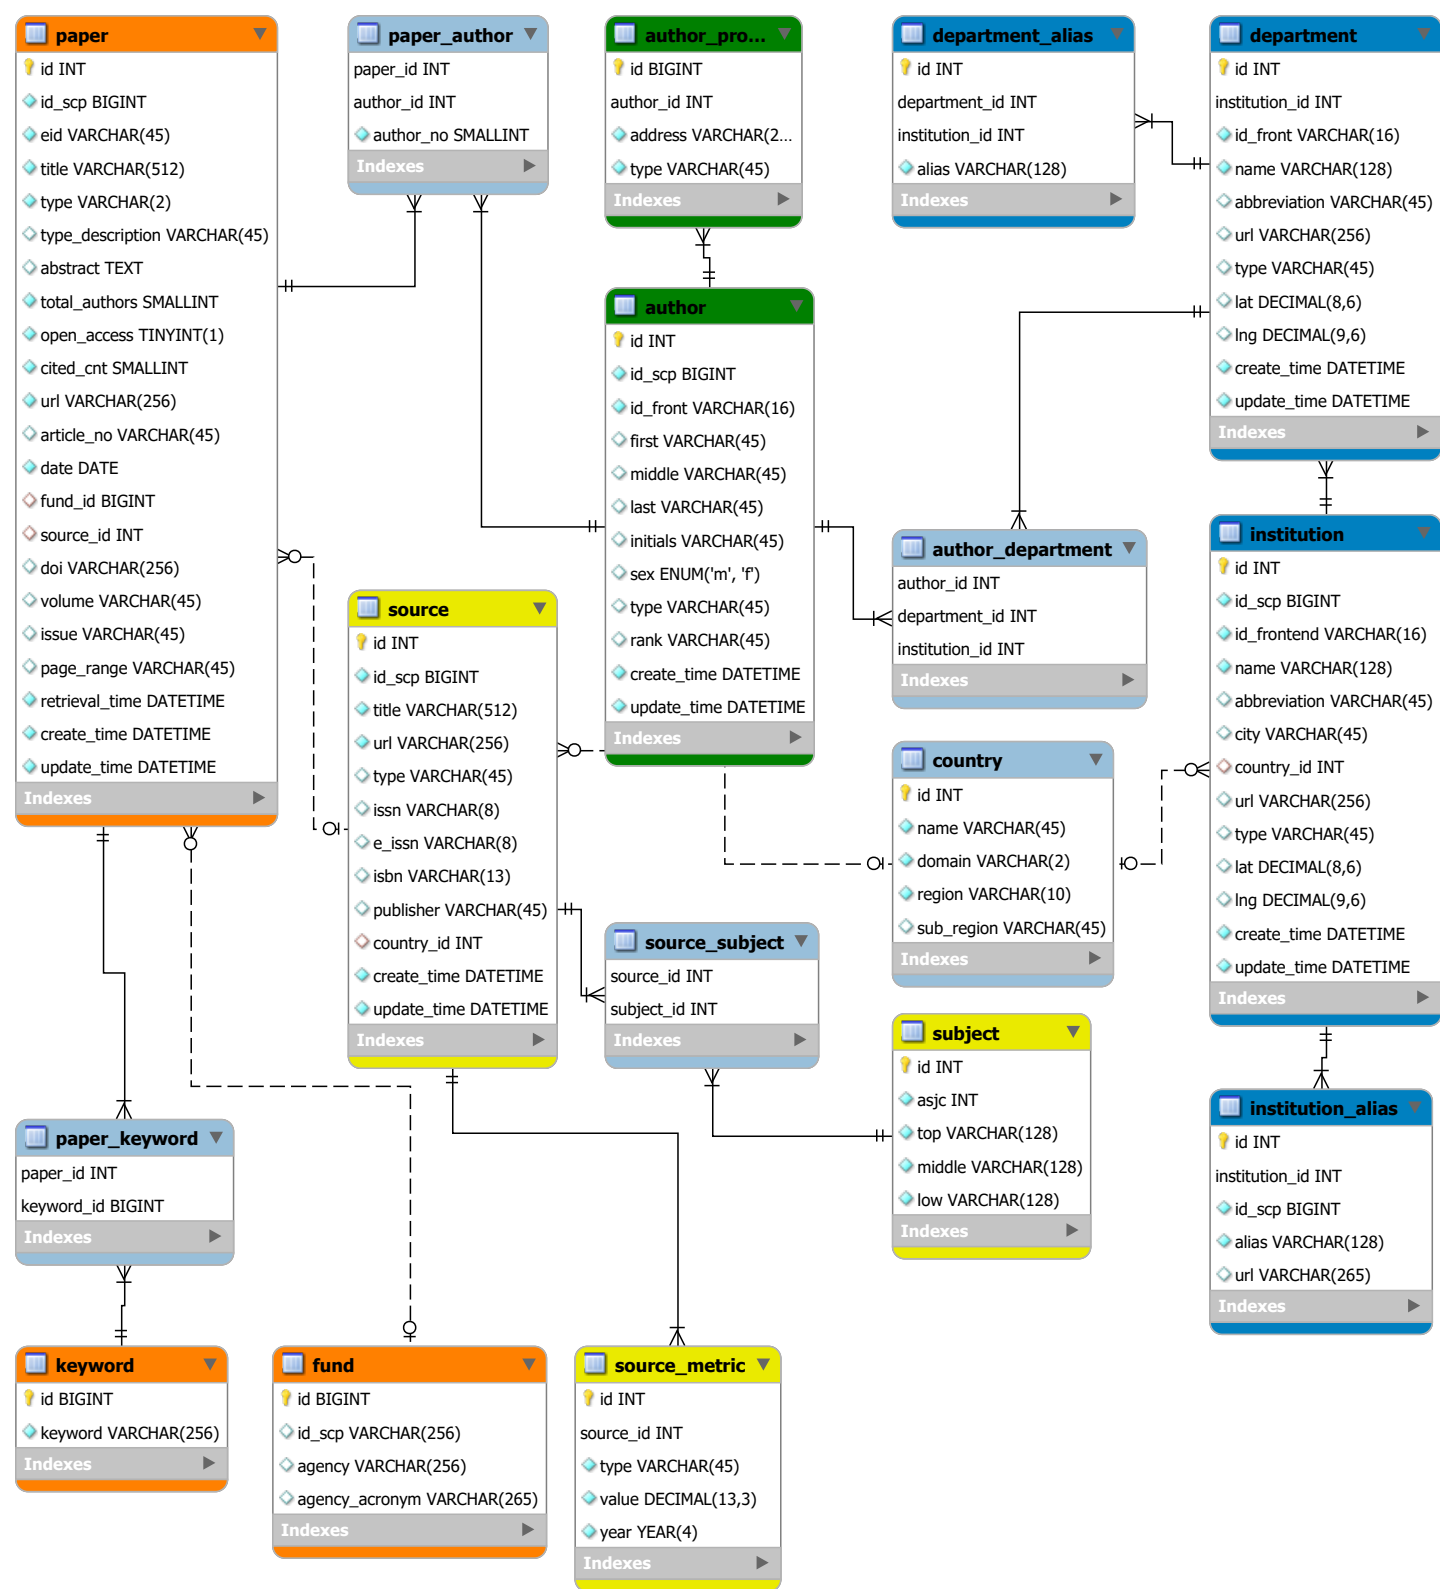 paper
id INT
id_scp BIGINT
eid VARCHAR(45)
title VARCHAR(512)
type VARCHAR(2)
type_description VARCHAR(45)
abstract TEXT
total_authors SMALLINT
open_access TINYINT(1)
cited_cnt SMALLINT
url VARCHAR(256)
article_no VARCHAR(45)
date DATE
fund_id BIGINT
source_id INT
doi VARCHAR(256)
volume VARCHAR(45)
issue VARCHAR(45)
page_range VARCHAR(45)
retrieval_time DATETIME
create_time DATETIME
update_time DATETIME
Indexes
paper_author
paper_id INT
author_id INT
author_no SMALLINT
Indexes
author_pro...
id BIGINT
author_id INT
address VARCHAR(2...
type VARCHAR(45)
Indexes
department_alias
id INT
department_id INT
institution_id INT
alias VARCHAR(128)
Indexes
department
id INT
institution_id INT
id_front VARCHAR(16)
name VARCHAR(128)
abbreviation VARCHAR(45)
url VARCHAR(256)
type VARCHAR(45)
lat DECIMAL(8,6)
lng DECIMAL(9,6)
create_time DATETIME
update_time DATETIME
Indexes
author
id INT
id_scp BIGINT
id_front VARCHAR(16)
first VARCHAR(45)
middle VARCHAR(45)
last VARCHAR(45)
initials VARCHAR(45)
sex ENUM('m', 'f')
type VARCHAR(45)
rank VARCHAR(45)
create_time DATETIME
update_time DATETIME
Indexes
author_department
author_id INT
department_id INT
institution_id INT
Indexes
institution
id INT
id_scp BIGINT
id_frontend VARCHAR(16)
name VARCHAR(128)
abbreviation VARCHAR(45)
city VARCHAR(45)
country_id INT
url VARCHAR(256)
type VARCHAR(45)
lat DECIMAL(8,6)
lng DECIMAL(9,6)
create_time DATETIME
update_time DATETIME
Indexes
source
id INT
id_scp BIGINT
title VARCHAR(512)
url VARCHAR(256)
type VARCHAR(45)
issn VARCHAR(8)
e_issn VARCHAR(8)
isbn VARCHAR(13)
publisher VARCHAR(45)
country_id INT
create_time DATETIME
update_time DATETIME
Indexes
country
id INT
name VARCHAR(45)
domain VARCHAR(2)
region VARCHAR(10)
sub_region VARCHAR(45)
Indexes
source_subject
source_id INT
subject_id INT
Indexes
subject
id INT
asjc INT
top VARCHAR(128)
middle VARCHAR(128)
low VARCHAR(128)
Indexes
institution_alias
id INT
institution_id INT
id_scp BIGINT
alias VARCHAR(128)
url VARCHAR(265)
Indexes
paper_keyword
paper_id INT
keyword_id BIGINT
Indexes
keyword
id BIGINT
keyword VARCHAR(256)
Indexes
fund
id BIGINT
id_scp VARCHAR(256)
agency VARCHAR(256)
agency_acronym VARCHAR(265)
Indexes
source_metric
id INT
source_id INT
type VARCHAR(45)
value DECIMAL(13,3)
year YEAR(4)
Indexes